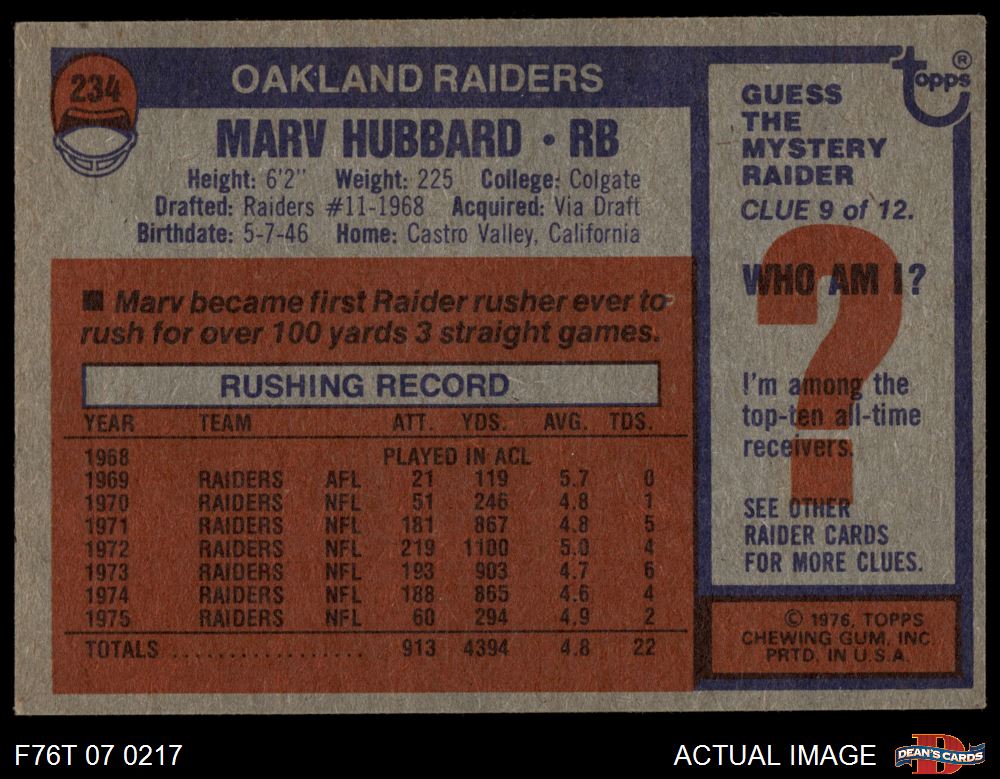 234
OAKLAND RAIDERS
MARV HUBBARD • RB
Height: 6'2" Weight: 225 College: Colgate
Drafted: Raiders #11-1968 Acquired: Via Draft
Birthdate: 5-7-46 Home: Castro Valley, California
■ Marv became first Raider rusher ever to
rush for over 100 yards 3 straight games.
RUSHING RECORD
YEAR TEAM ATT. YDS. AVG. TDS.
1968 PLAYED IN ACL
1969 RAIDERS AFL 21 119 5.7 0
1970 RAIDERS NFL 51 246 4.8 1
1971 RAIDERS NFL 181 867 4.8 5
1972 RAIDERS NFL 219 1100 5.0 4
1973 RAIDERS NFL 193 903 4.7 6
1974 RAIDERS NFL 188 865 4.6 4
1975 RAIDERS NFL 60 294 4.9 2
TOTALS .................. 913 4394 4.8 22
topps®
GUESS
THE
MYSTERY
RAIDER
CLUE 9 of 12.
?
WHO AM I?
I'm among the
top-ten all-time
receivers.
SEE OTHER
RAIDER CARDS
FOR MORE CLUES.
© 1976, TOPPS
CHEWING GUM, INC.
PRTD. IN U.S.A.
F76T 07 0217
ACTUAL IMAGE
D
DEAN'S CARDS